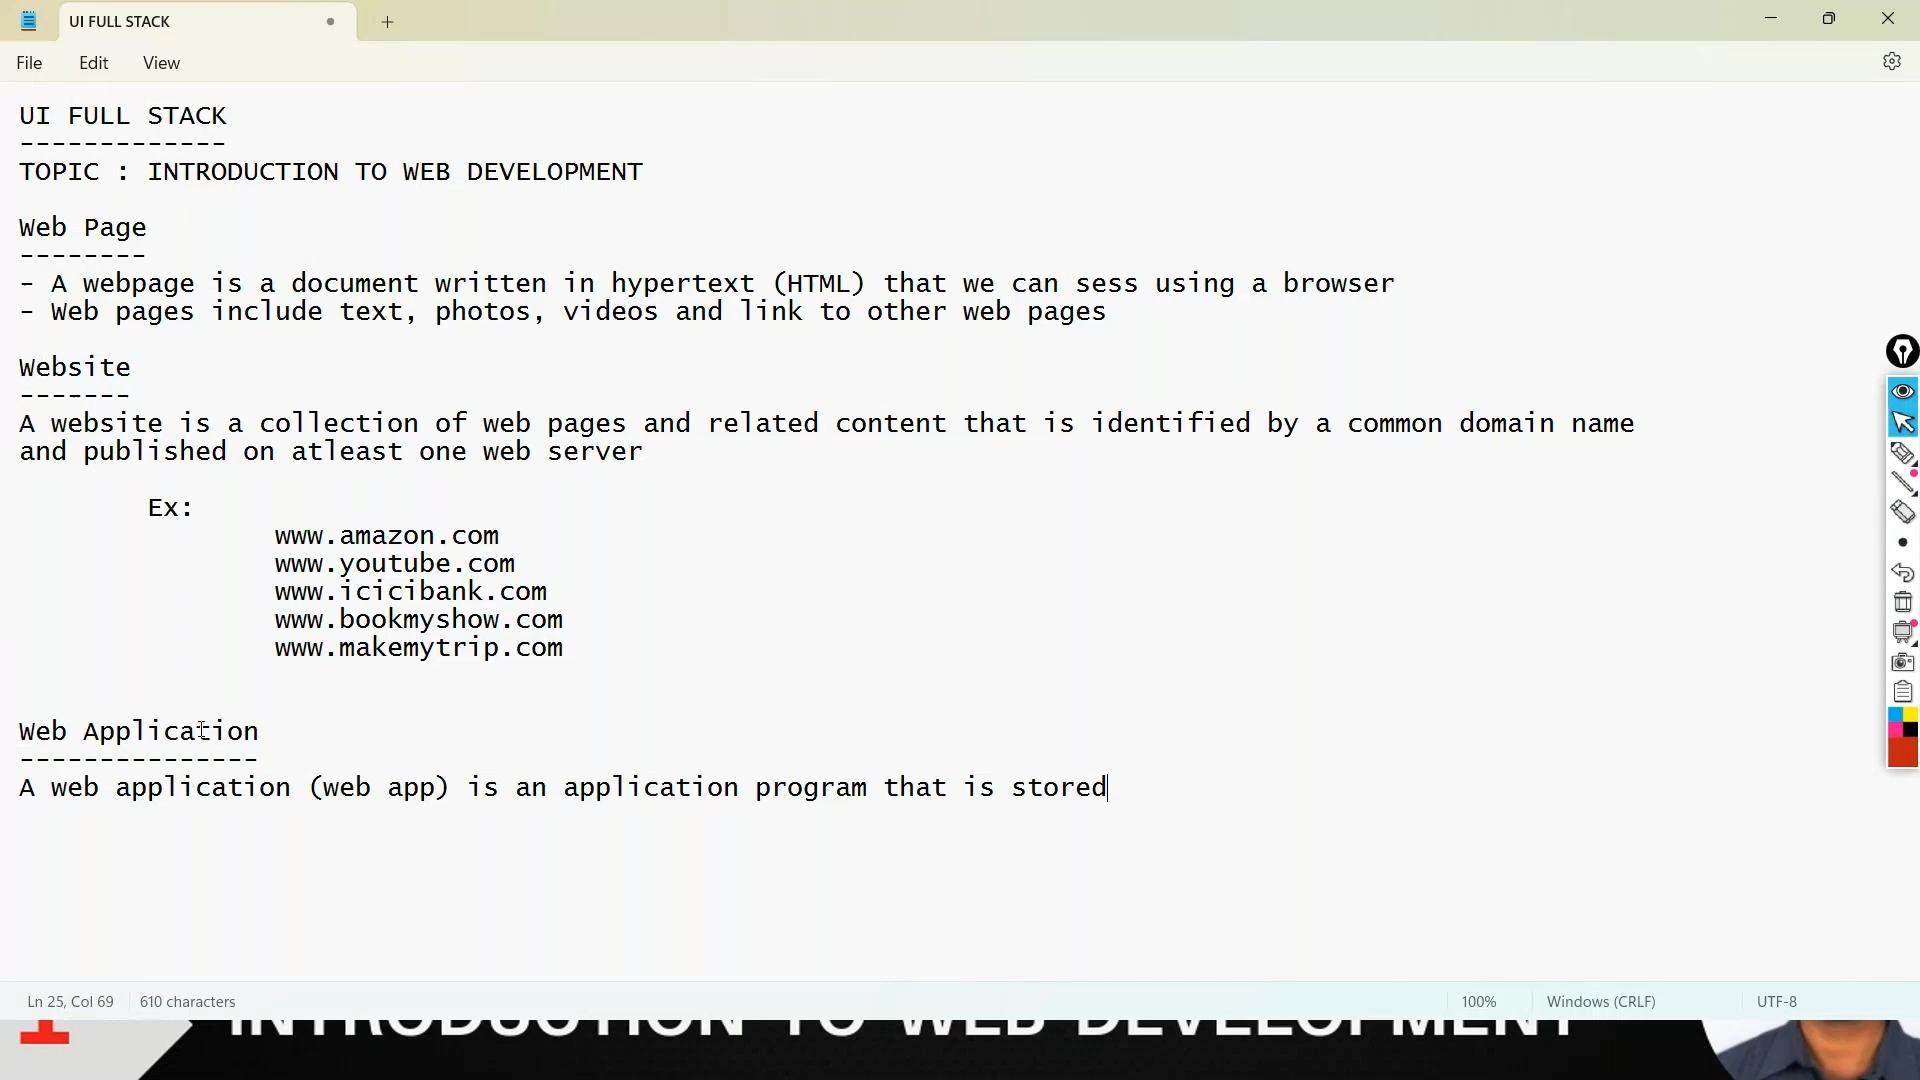 UI FULL STACK
File Edit View
UI FULL STACK
-------------
TOPIC : INTRODUCTION TO WEB DEVELOPMENT
Web Page
--------
- A webpage is a document written in hypertext (HTML) that we can sess using a browser
- Web pages include text, photos, videos and link to other web pages
Website
-------
A website is a collection of web pages and related content that is identified by a common domain name
and published on atleast one web server
Ex:
www.amazon.com
www.youtube.com
www.icicibank.com
www.bookmyshow.com
www.makemytrip.com
Web Application
---------------
A web application (web app) is an application program that is stored
Ln 25, Col 69 610 characters 100% Windows (CRLF) UTF-8
1 INTRODUCTION TO WEB DEVELOPMENT